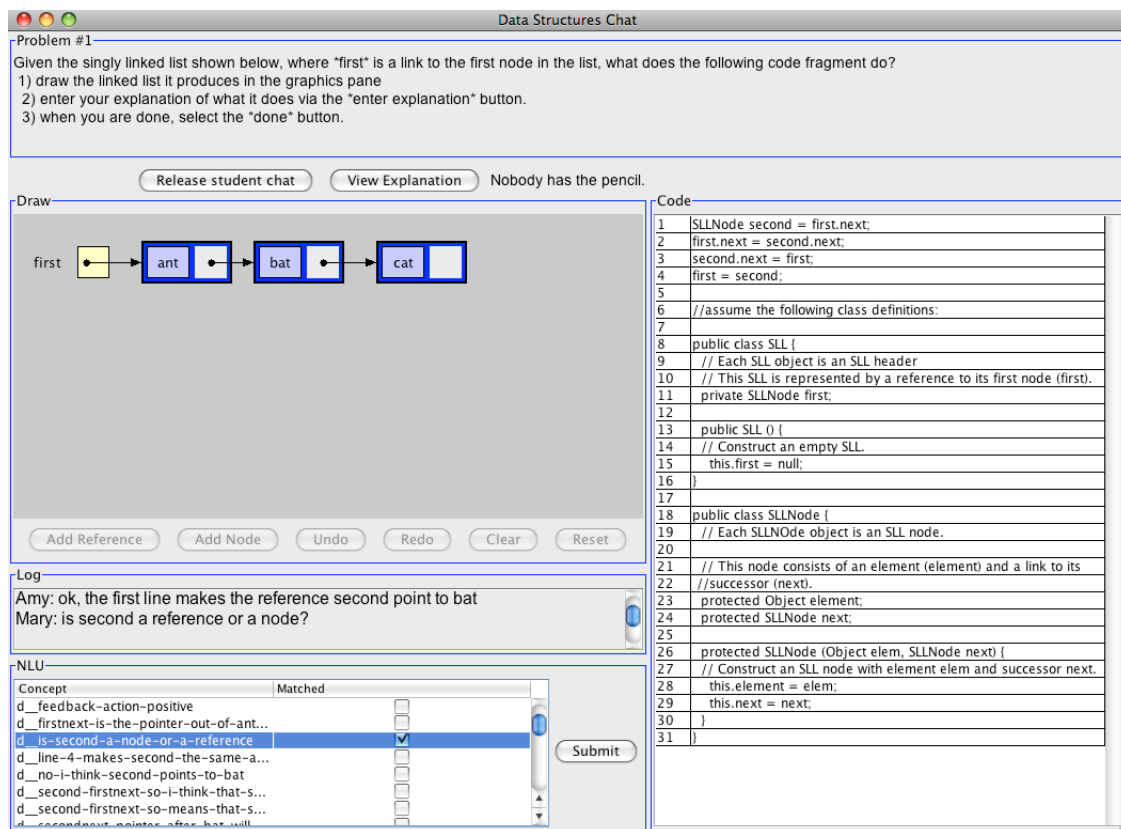 Data Structures Chat
Problem #1
Given the singly linked list shown below, where *first* is a link to the first node in the list, what does the following code fragment do?
1) draw the linked list it produces in the graphics pane
2) enter your explanation of what it does via the *enter explanation* button.
3) when you are done, select the *done* button.
Release student chat View Explanation Nobody has the pencil.
Draw
first ant bat cat
Add Reference Add Node Undo Redo Clear Reset
Log
Amy: ok, the first line makes the reference second point to bat
Mary: is second a reference or a node?
NLU
Concept Matched
d__feedback-action-positive
d__firstnext-is-the-pointer-out-of-ant...
d__is-second-a-node-or-a-reference
d__line-4-makes-second-the-same-a...
d__no-i-think-second-points-to-bat
d__second-firstnext-so-i-think-that-s...
d__second-firstnext-so-means-that-s...
d__secondnext-pointer-after-bat-will
Submit
Code
1 SLLNode second = first.next;
2 first.next = second.next;
3 second.next = first;
4 first = second;
5
6 //assume the following class definitions:
7
8 public class SLL {
9 // Each SLL object is an SLL header
10 // This SLL is represented by a reference to its first node (first).
11 private SLLNode first;
12
13 public SLL () {
14 // Construct an empty SLL.
15 this.first = null;
16 }
17
18 public class SLLNode {
19 // Each SLLNOde object is an SLL node.
20
21 // This node consists of an element (element) and a link to its
22 //successor (next).
23 protected Object element;
24 protected SLLNode next;
25
26 protected SLLNode (Object elem, SLLNode next) {
27 // Construct an SLL node with element elem and successor next.
28 this.element = elem;
29 this.next = next;
30 }
31 }